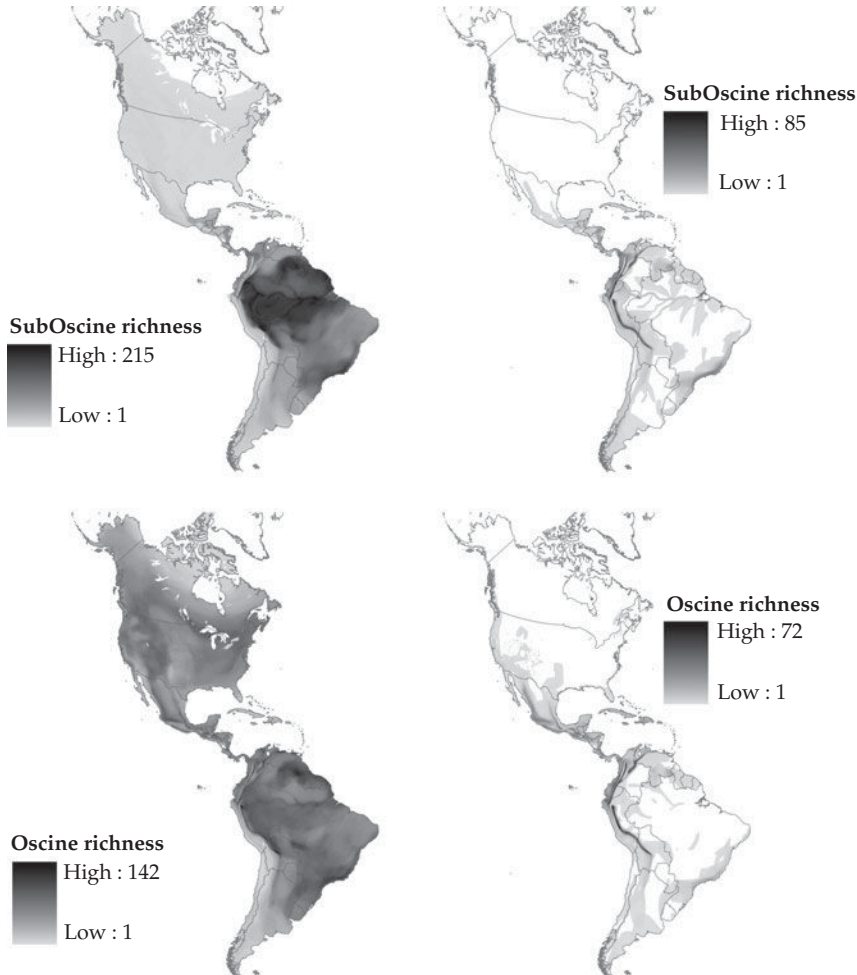 SubOscine richness
High : 85
Low : 1
SubOscine richness
High : 215
Low : 1
Oscine richness
High : 72
Low : 1
Oscine richness
High : 142
Low : 1